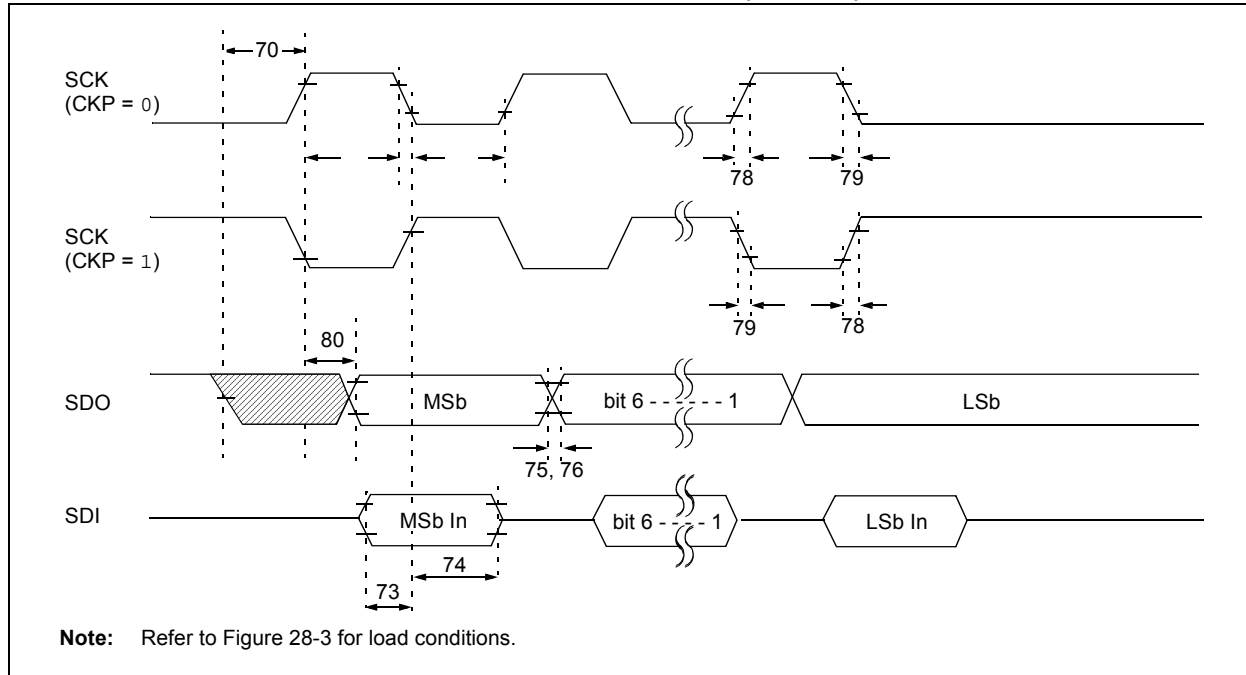 70
SCK
(CKP = 0)
78
79
SCK
(CKP = 1)
79
78
80
SDO
MSb
bit 6 - - - - - - 1
LSb
75, 76
SDI
MSb In
bit 6 - - - - 1
LSb In
74
73
Note: Refer to Figure 28-3 for load conditions.